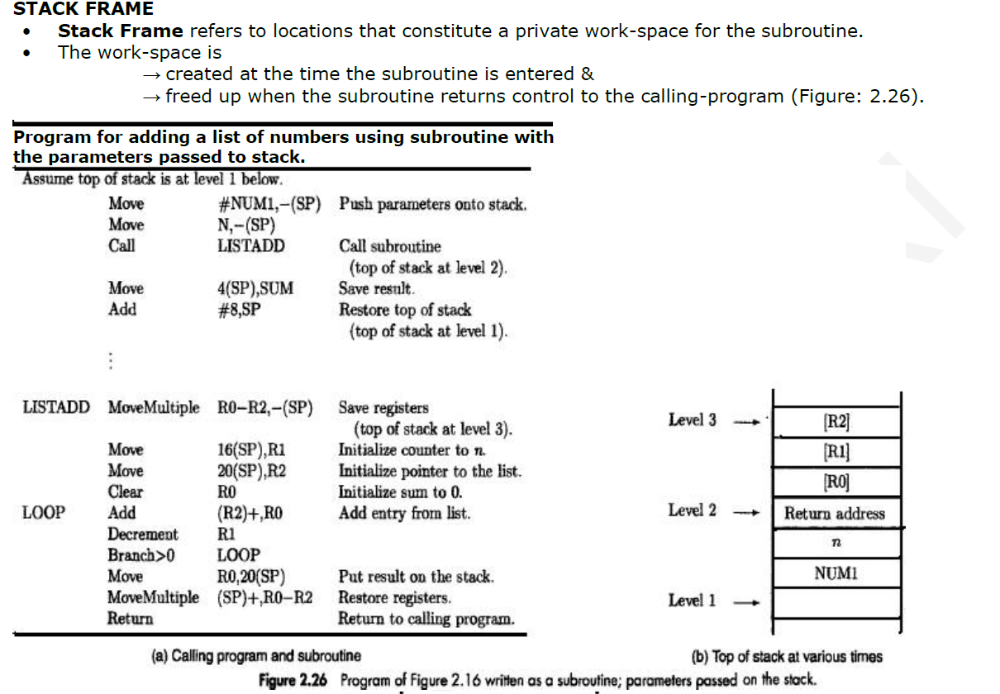 STACK FRAME
• Stack Frame refers to locations that constitute a private work-space for the subroutine.
• The work-space is
→ created at the time the subroutine is entered &
→ freed up when the subroutine returns control to the calling-program (Figure: 2.26).
Program for adding a list of numbers using subroutine with
the parameters passed to stack.
Assume top of stack is at level 1 below.
Move #NUM1,−(SP) Push parameters onto stack.
Move N,−(SP)
Call LISTADD Call subroutine
(top of stack at level 2).
Move 4(SP),SUM Save result.
Add #8,SP Restore top of stack
(top of stack at level 1).
⋮
LISTADD MoveMultiple R0−R2,−(SP) Save registers
(top of stack at level 3).
Move 16(SP),R1 Initialize counter to n.
Move 20(SP),R2 Initialize pointer to the list.
Clear R0 Initialize sum to 0.
LOOP Add (R2)+,R0 Add entry from list.
Decrement R1
Branch>0 LOOP
Move R0,20(SP) Put result on the stack.
MoveMultiple (SP)+,R0−R2 Restore registers.
Return Return to calling program.
(a) Calling program and subroutine
Level 3 → [R2]
[R1]
[R0]
Level 2 → Return address
n
NUM1
Level 1 →
(b) Top of stack at various times
Figure 2.26 Program of Figure 2.16 written as a subroutine; parameters passed on the stack.